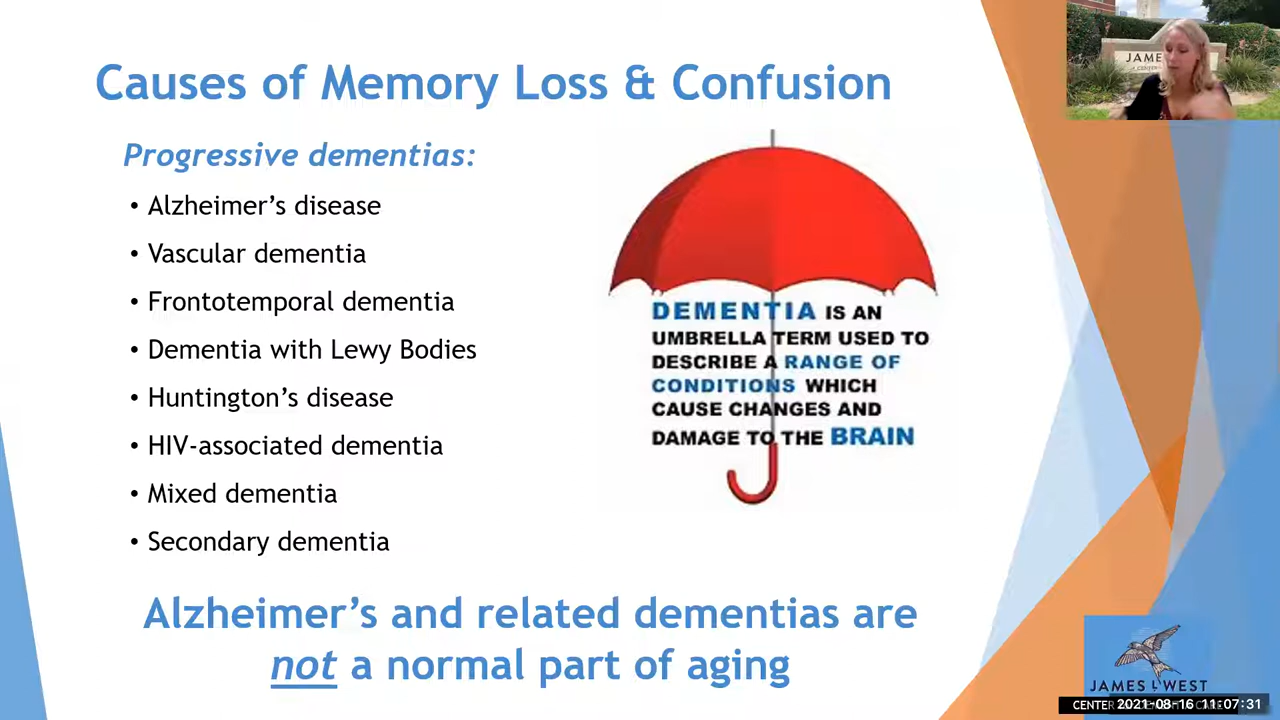 Causes of Memory Loss & Confusion
Progressive dementias:
• Alzheimer’s disease
• Vascular dementia
• Frontotemporal dementia
• Dementia with Lewy Bodies
• Huntington’s disease
• HIV-associated dementia
• Mixed dementia
• Secondary dementia
DEMENTIA IS AN
UMBRELLA TERM USED TO
DESCRIBE A RANGE OF
CONDITIONS WHICH
CAUSE CHANGES AND
DAMAGE TO THE BRAIN
Alzheimer’s and related dementias are
not a normal part of aging
JAME
JAMES L WEST
CENTER
2021-08-16 11:07:31